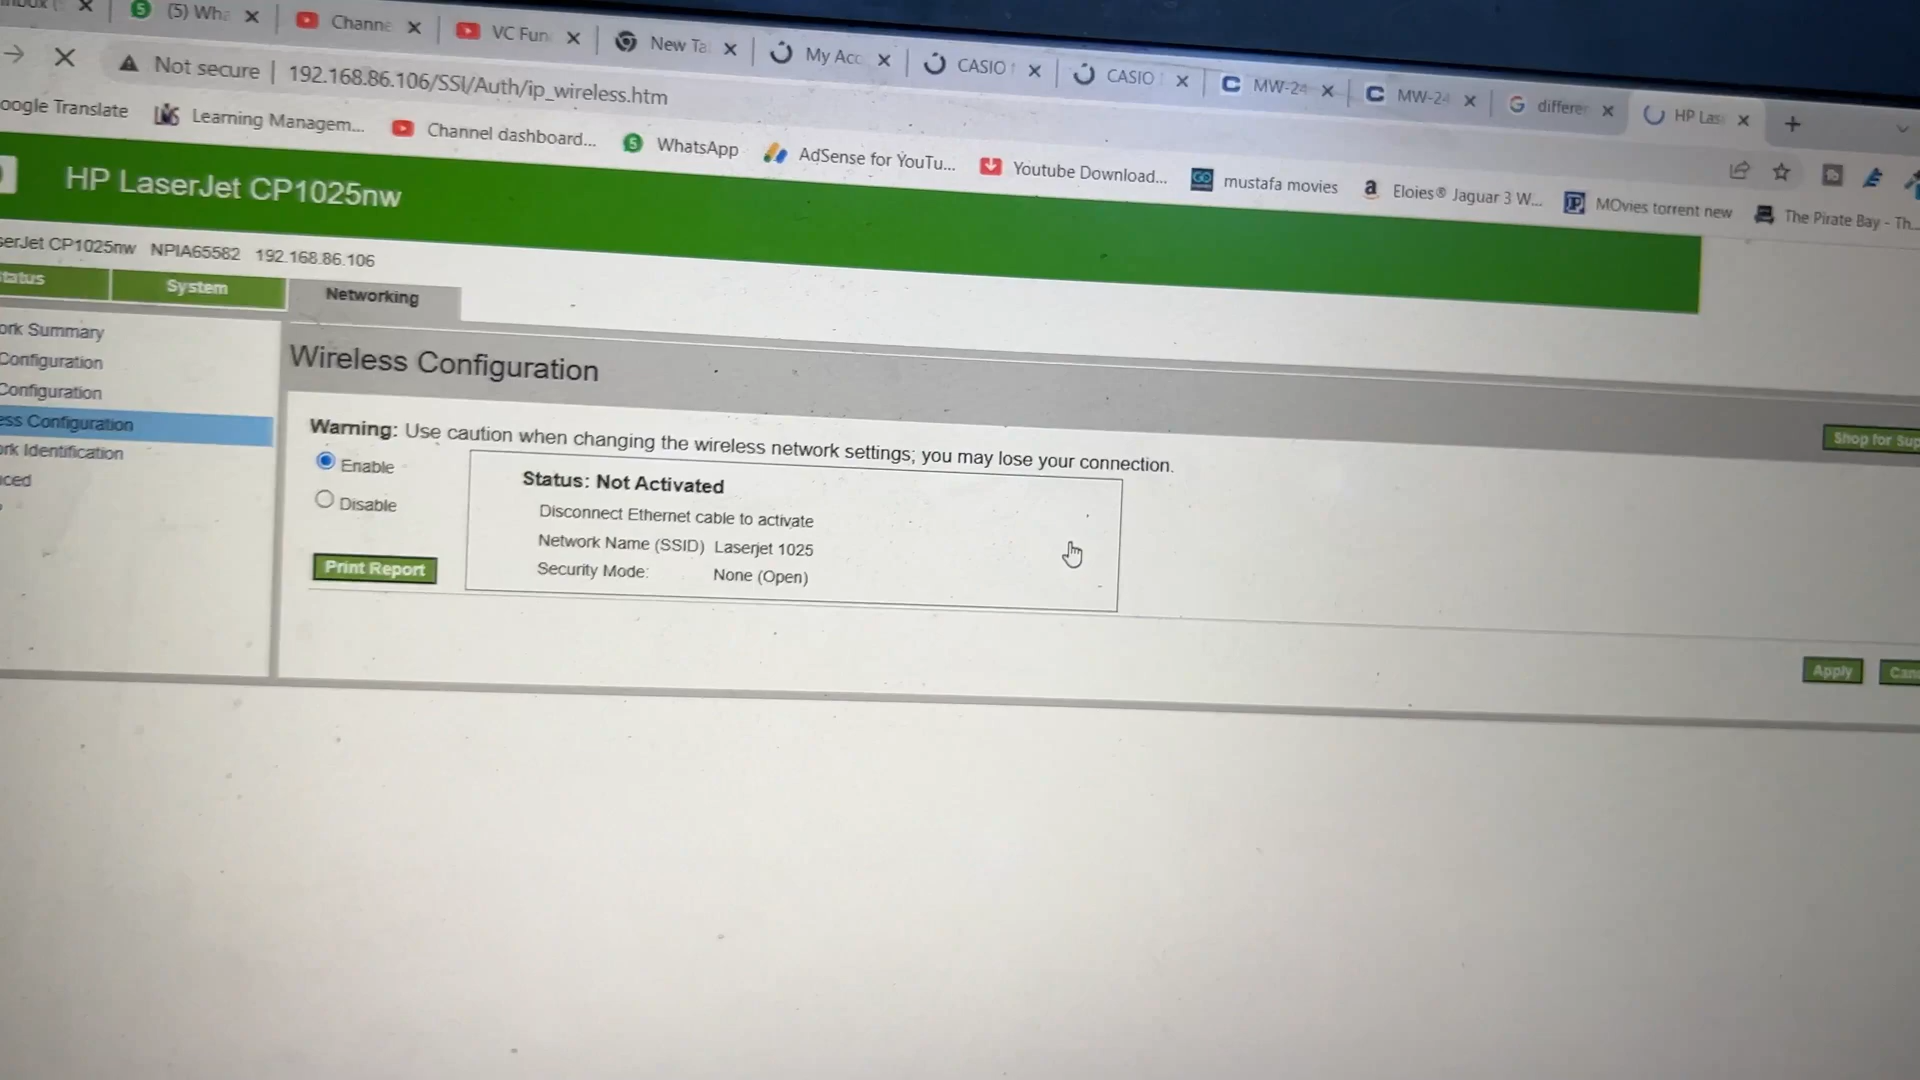 (5) Wha
Channe
VC Fun
New Ta
My Acc
CASIO
CASIO
MW-24
MW-24
differen
HP Las
Not secure | 192.168.86.106/SSI/Auth/ip_wireless.htm
oogle Translate
Learning Managem...
Channel dashboard...
WhatsApp
AdSense for YouTu...
Youtube Download...
mustafa movies
Eloies® Jaguar 3 W...
MOvies torrent new
The Pirate Bay - Th...
HP LaserJet CP1025nw
serJet CP1025nw NPIA65582 192.168.86.106
tatus
System
Networking
ork Summary
Configuration
Configuration
ess Configuration
ork Identification
ced
Wireless Configuration
Shop for Sup
Warning: Use caution when changing the wireless network settings; you may lose your connection.
Enable
Disable
Print Report
Status: Not Activated
Disconnect Ethernet cable to activate
Network Name (SSID) Laserjet 1025
Security Mode: None (Open)
Apply
Canc